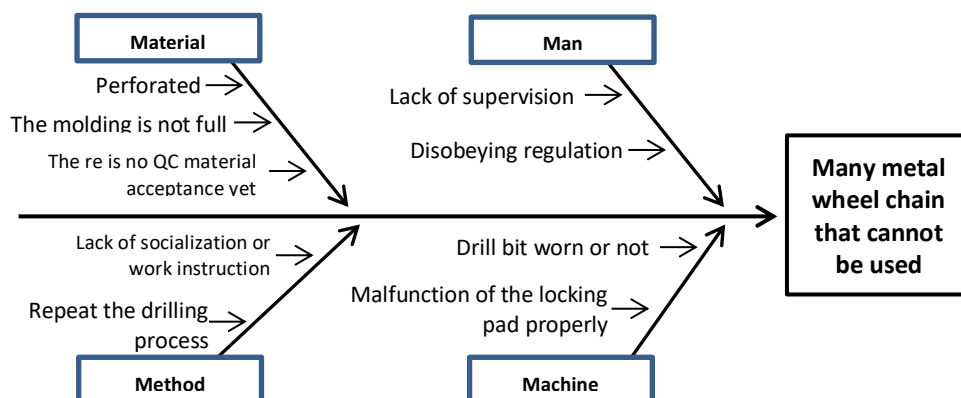 Material
Man
Perforated
The molding is not full
The re is no QC material
acceptance vet
Lack of supervision
Disobeying regulation
Many metal
wheel chain
that cannot
be used
Lack of socialization or
work instruction
Repeat the drilling
process
Drill bit worn or not
Malfunction of the locking
pad properly
Method
Machine